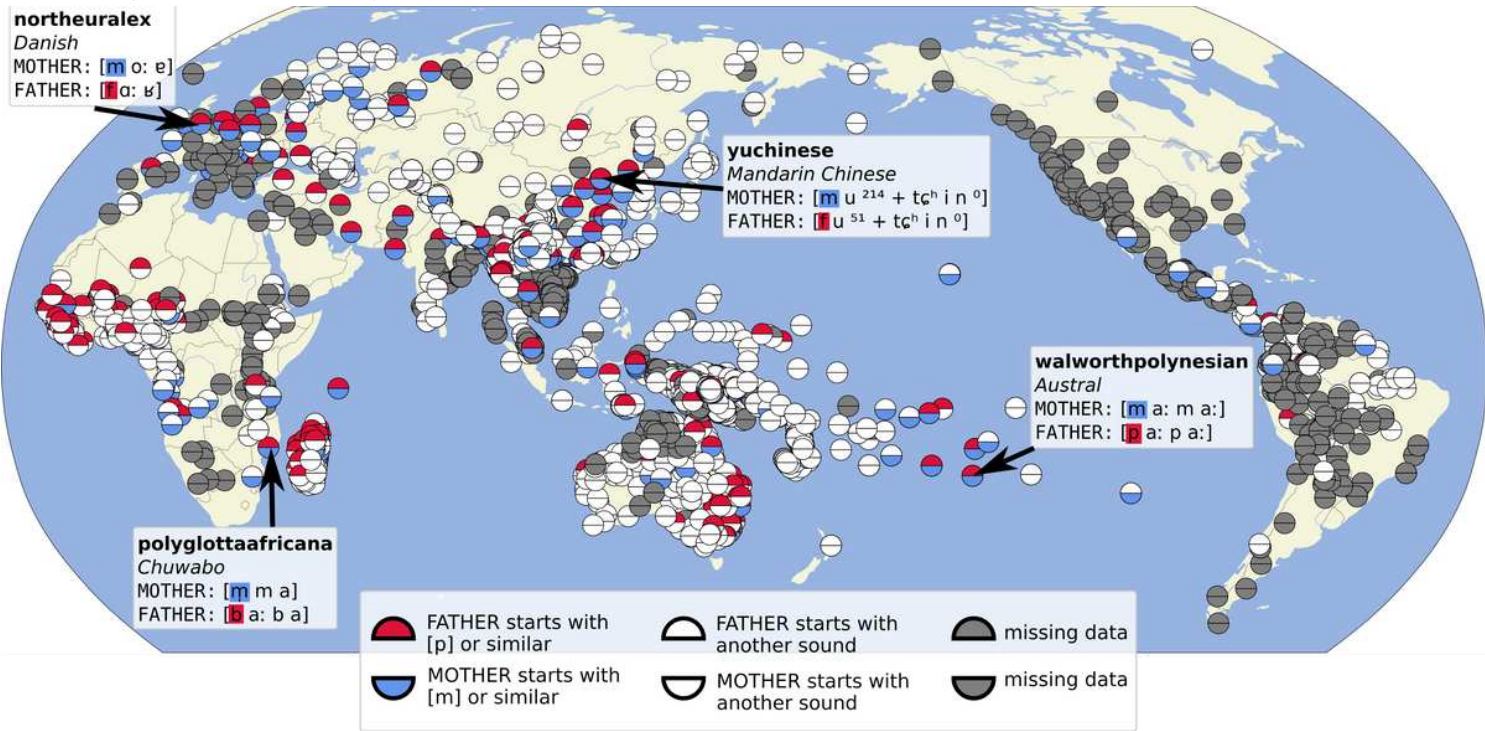 northeuralex
Danish
MOTHER: [m oː ɐ]
FATHER: [f ɑː ʁ]
yuchinese
Mandarin Chinese
MOTHER: [m u ²¹⁴ + tɕʰ i n ⁰]
FATHER: [f u ⁵¹ + tɕʰ i n ⁰]
walworthpolynesian
Austral
MOTHER: [m aː m aː]
FATHER: [p aː p aː]
polyglottaafricana
Chuwabo
MOTHER: [m̩ m a]
FATHER: [b aː b a]
FATHER starts with
[p] or similar
MOTHER starts with
[m] or similar
FATHER starts with
another sound
MOTHER starts with
another sound
missing data
missing data